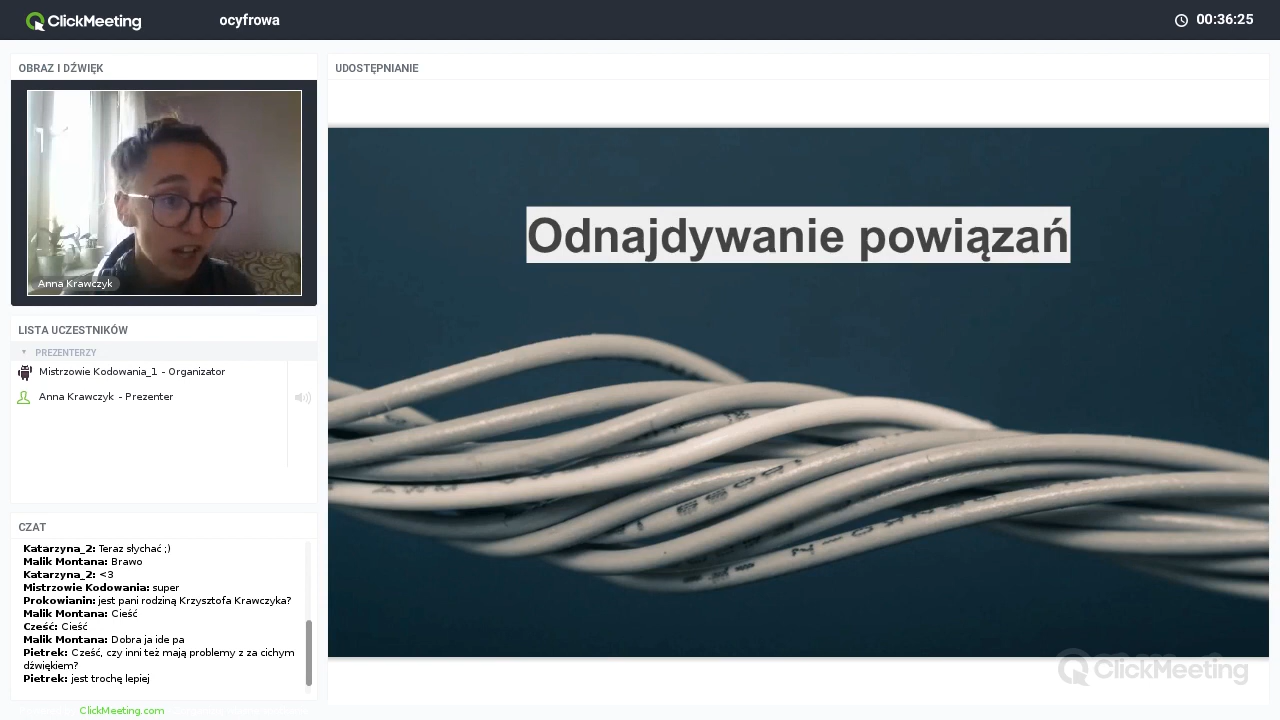 ClickMeeting
ocyfrowa
00:36:25
OBRAZ I DŹWIĘK
Anna Krawczyk
LISTA UCZESTNIKÓW
PREZENTERZY
Mistrzowie Kodowania_1 - Organizator
Anna Krawczyk - Prezenter
CZAT
Katarzyna_2: Teraz słychać ;)
Malik Montana: Brawo
Katarzyna_2: <3
Mistrzowie Kodowania: super
Prokowianin: jest pani rodziną Krzysztofa Krawczyka?
Malik Montana: Cieść
Cześć: Cieść
Malik Montana: Dobra ja ide pa
Pietrek: Cześć, czy inni też mają problemy z za cichym
dźwiękiem?
Pietrek: jest trochę lepiej
ClickMeeting.com
UDOSTĘPNIANIE
Odnajdywanie powiązań
ClickMeeting